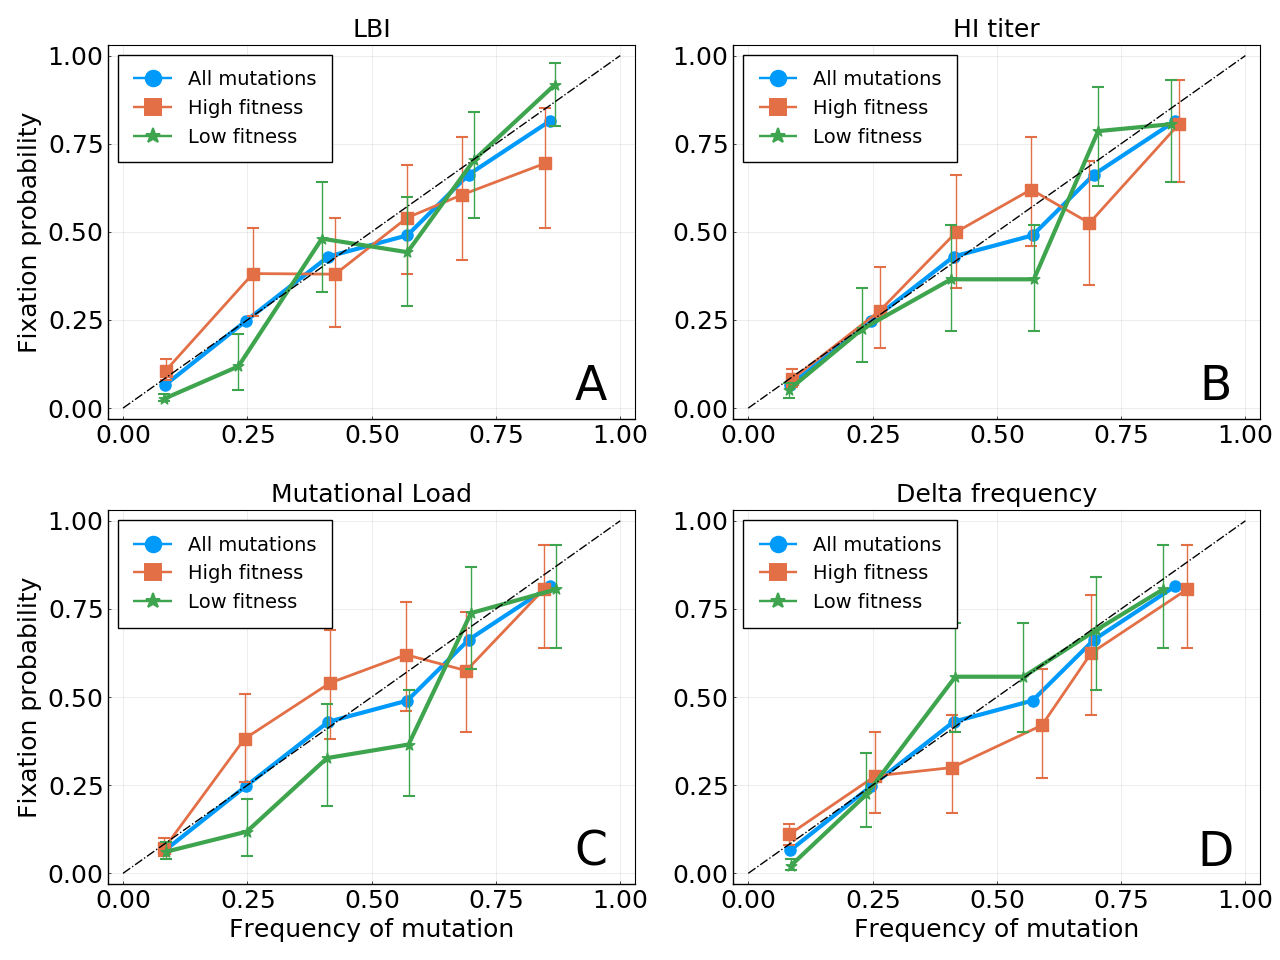 LBI
1.00
0.75
0.50
0.25
0.00
Fixation probability
All mutations
High fitness
Low fitness
A
0.00 0.25 0.50 0.75 1.00
HI titer
1.00
0.75
0.50
0.25
0.00
All mutations
High fitness
Low fitness
B
0.00 0.25 0.50 0.75 1.00
Mutational Load
1.00
0.75
0.50
0.25
0.00
Fixation probability
All mutations
High fitness
Low fitness
C
0.00 0.25 0.50 0.75 1.00
Frequency of mutation
Delta frequency
1.00
0.75
0.50
0.25
0.00
All mutations
High fitness
Low fitness
D
0.00 0.25 0.50 0.75 1.00
Frequency of mutation